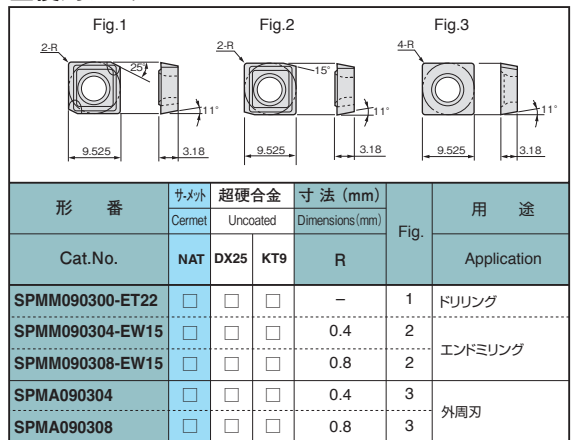 Fig.1
Fig.2
Fig.3
2-R
25°
11°
9.525
3.18
2-R
15°
11°
9.525
3.18
4-R
11°
9.525
3.18
形 番
サーメット
超硬合金
寸 法 (mm)
Fig.
用 途
Cermet
Uncoated
Dimensions(mm)
Cat.No.
NAT
DX25
KT9
R
Application
SPMM090300-ET22 □ □ □ – 1 ドリリング
SPMM090304-EW15 □ □ □ 0.4 2
エンドミリング
SPMM090308-EW15 □ □ □ 0.8 2
SPMA090304 □ □ □ 0.4 3
外周刃
SPMA090308 □ □ □ 0.8 3